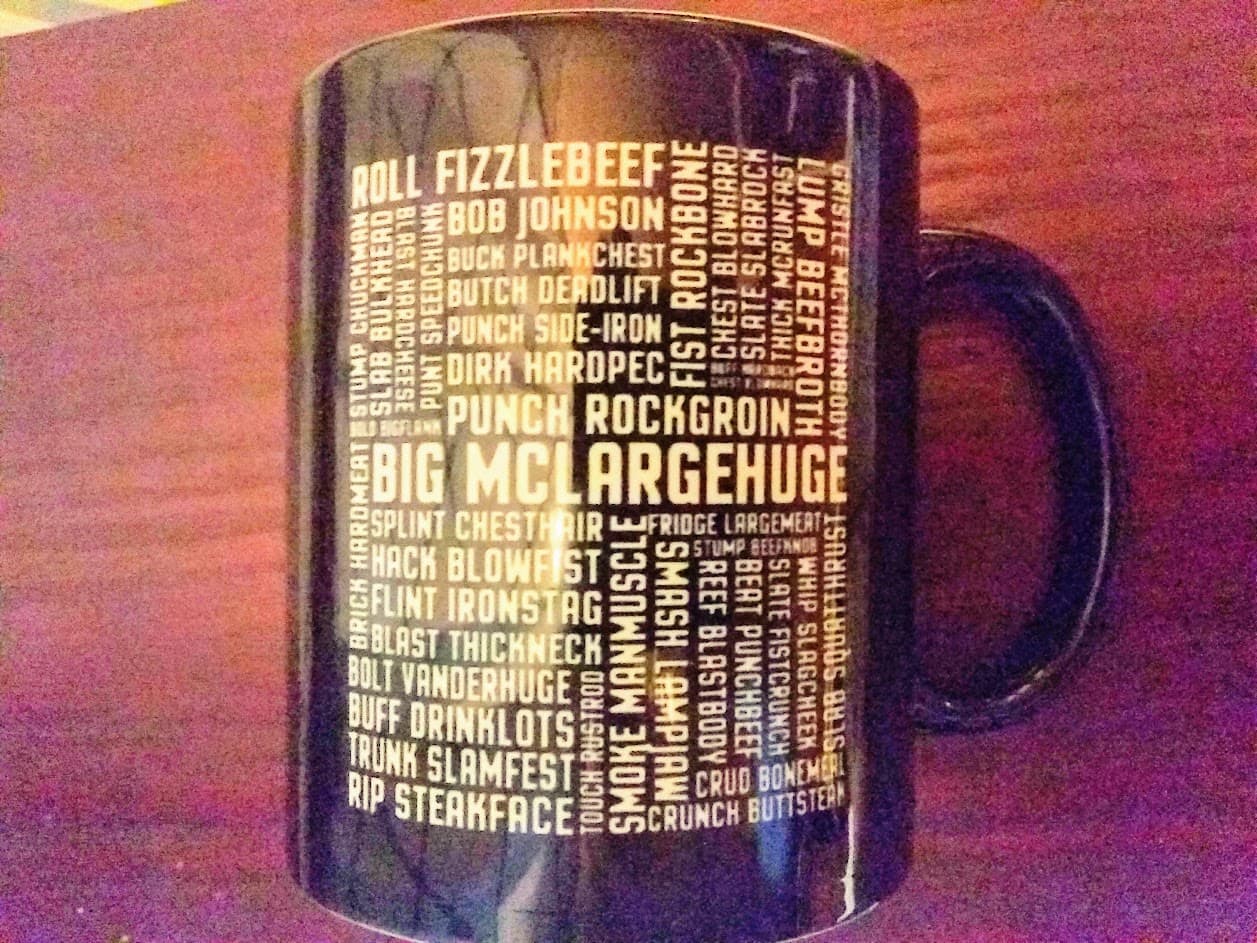 ROLL FIZZLEBEEF
FIST ROCKBONE
CHEST BLOWHARD
SLATE SLABROCK
THICK MCRUNFAST
LUMP BEEFBROTH
GRISTLE MCTHORNBODY
STUMP CHUCKMAN
SLAB BULKHEAD
BLAST HARDCHEESE
PUNT SPEEDCHUNK
BOB JOHNSON
BUCK PLANKCHEST
BUTCH DEADLIFT
PUNCH SIDE-IRON
DIRK HARDPEC
BOLD BIGFLANK
PUNCH ROCKGROIN
BIG MCLARGEHUGE
BRICK HARDMEAT
SPLINT CHESTHAIR
HACK BLOWFIST
FLINT IRONSTAG
BLAST THICKNECK
BOLT VANDERHUGE
BUFF DRINKLOTS
TRUNK SLAMFEST
RIP STEAKFACE
TOUCH RUSTROD
SMOKE MANMUSCLE
FRIDGE LARGEMEAT
STUMP BEEFKNOB
SMASH LAMPJAW
REEF BLASTBODY
BEAT PUNCHBEEF
SLATE FISTCRUNCH
WHIP SLAGCHEEK
CRUD BONEMEAL
CRUNCH BUTTSTEAK